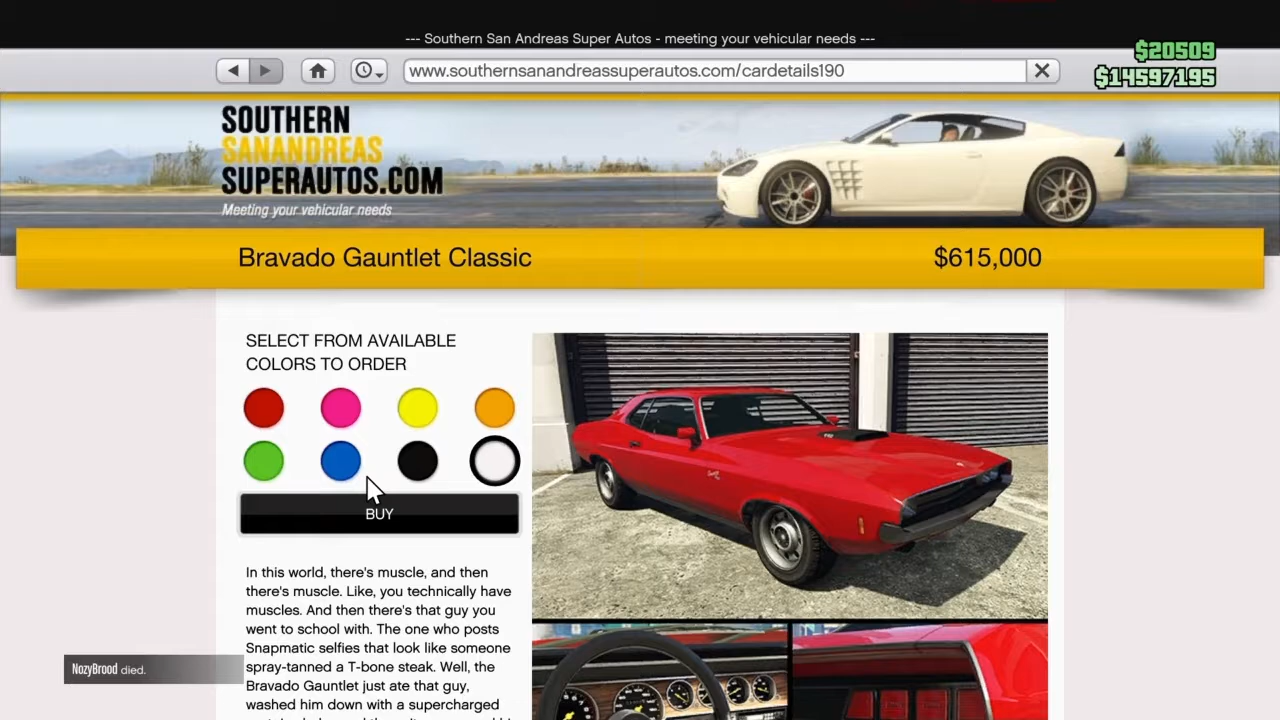 --- Southern San Andreas Super Autos - meeting your vehicular needs ---
$20509
www.southernsanandreassuperautos.com/cardetails190
$14597195
SOUTHERN
SANANDREAS
SUPERAUTOS.COM
Meeting your vehicular needs
Bravado Gauntlet Classic
$615,000
SELECT FROM AVAILABLE
COLORS TO ORDER
BUY
In this world, there's muscle, and then
there's muscle. Like, you technically have
muscles. And then there's that guy you
went to school with. The one who posts
Snapmatic selfies that look like someone
spray-tanned a T-bone steak. Well, the
Bravado Gauntlet just ate that guy,
washed him down with a supercharged
NozyBrood died.